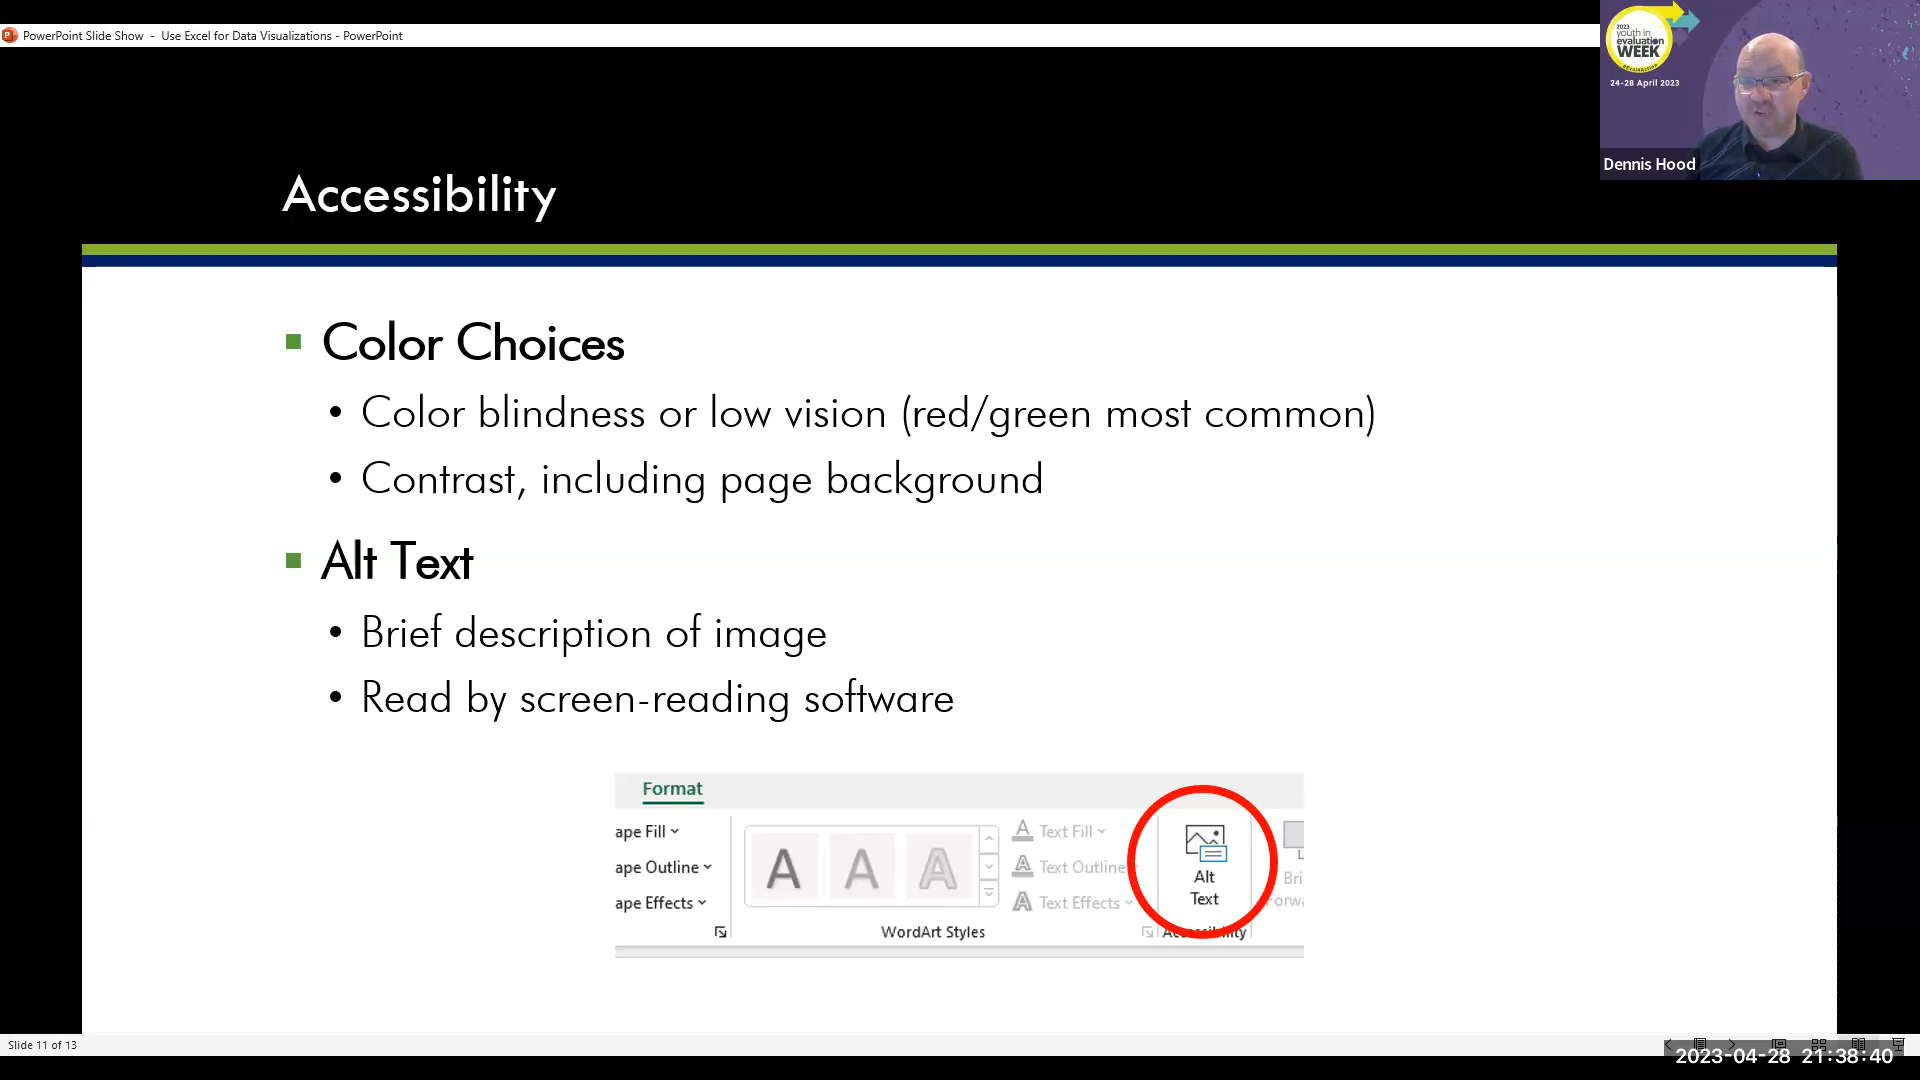 PowerPoint Slide Show - Use Excel for Data Visualizations - PowerPoint
2023
youth in
evaluation
WEEK
24-28 April 2023
Dennis Hood
Accessibility
Color Choices
• Color blindness or low vision (red/green most common)
• Contrast, including page background
Alt Text
• Brief description of image
• Read by screen-reading software
Format
ape Fill
ape Outline
ape Effects
A A A
WordArt Styles
A Text Fill
A Text Outline
A Text Effects
Alt
Text
Accessibility
Bri
orwa
Slide 11 of 13
2023-04-28 21:38:40